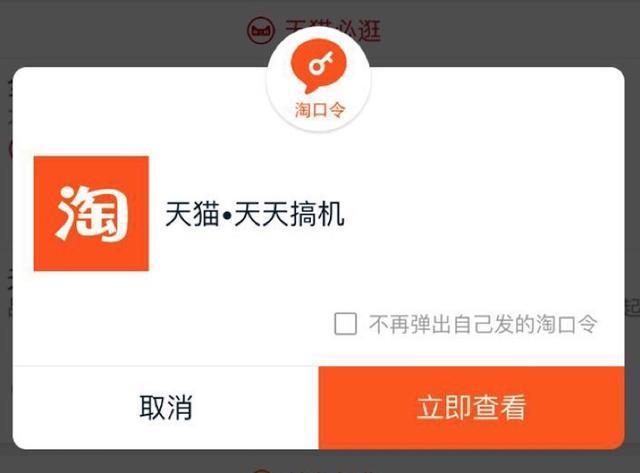 天猫必逛
淘口令
淘
天猫•天天搞机
不再弹出自己发的淘口令
取消
立即查看
起